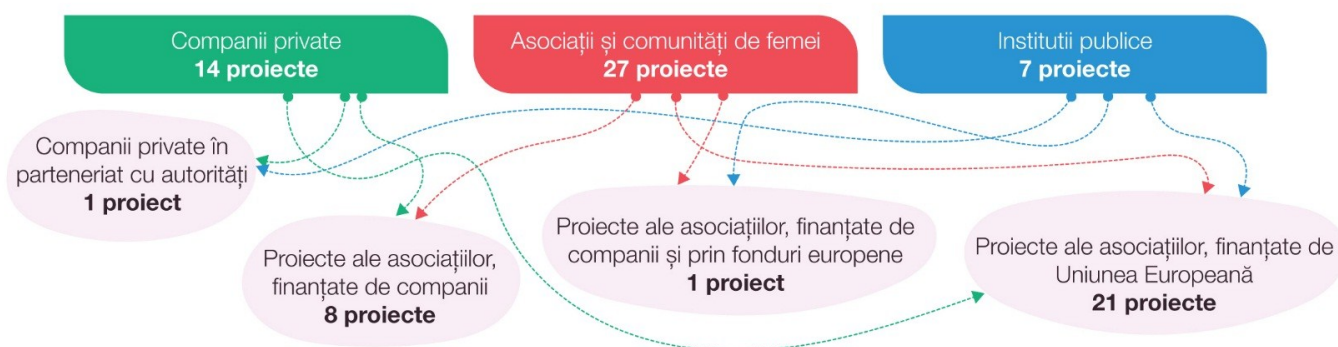 Companii private
14 proiecte
Asociații și comunități de femei
27 proiecte
Institutii publice
7 proiecte
Companii private în
parteneriat cu autorități
1 proiect
Proiecte ale asociațiilor,
finanțate de companii
8 proiecte
Proiecte ale asociațiilor, finanțate de
companii și prin fonduri europene
1 proiect
Proiecte ale asociațiilor, finanțate de
Uniunea Europeană
21 proiecte